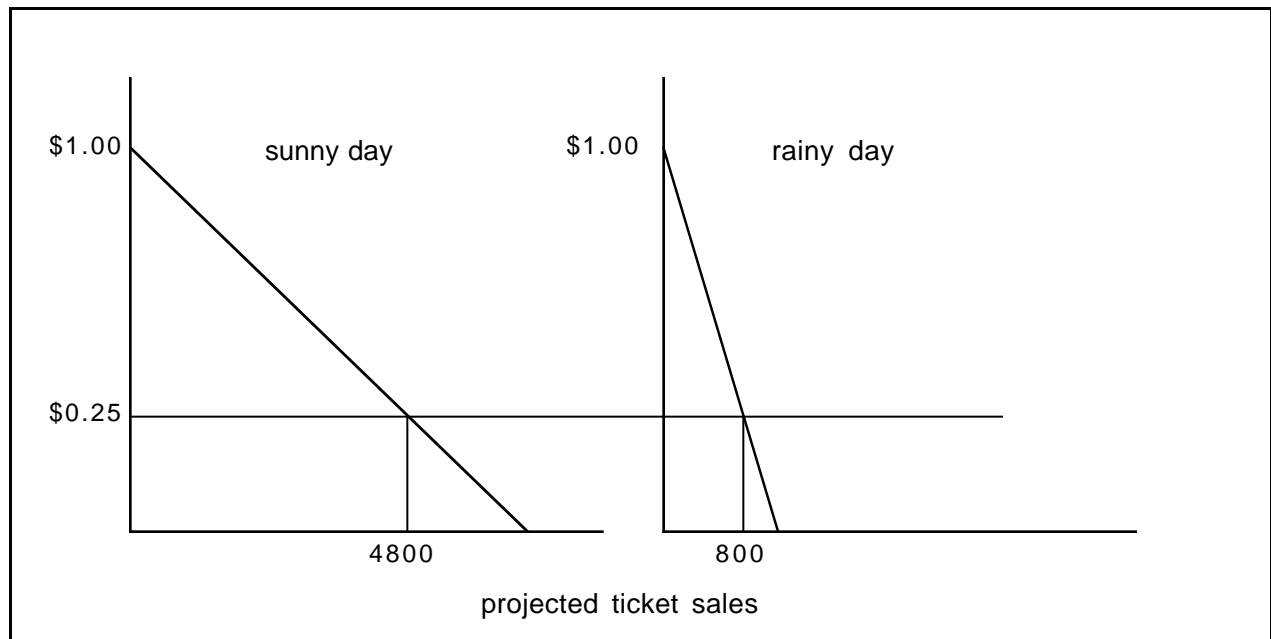 $1.00 sunny day $1.00 rainy day
$0.25
4800 800
projected ticket sales